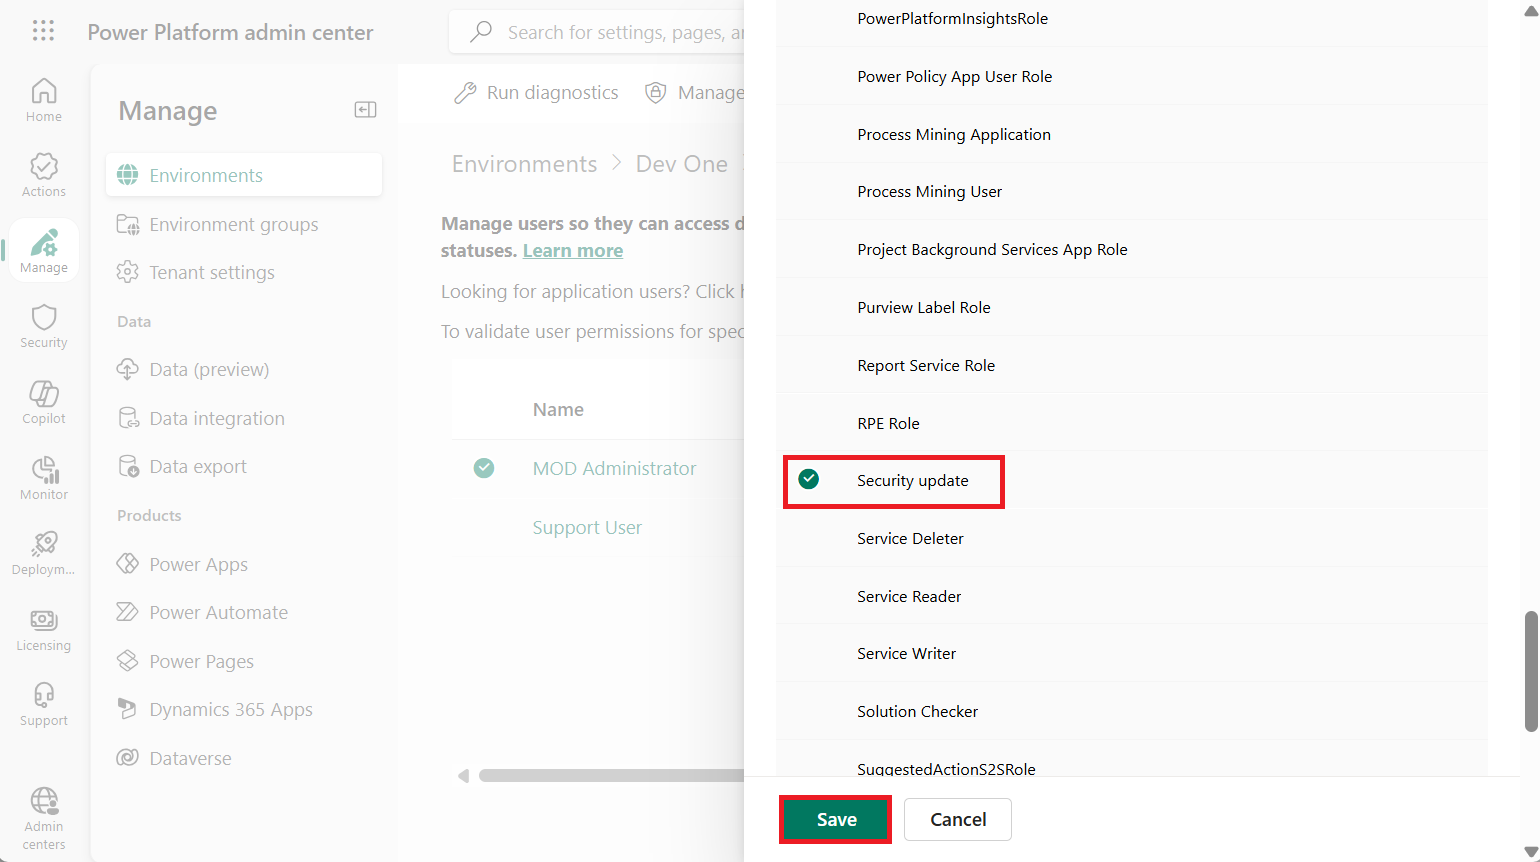 Power Platform admin center
Search for settings, pages, ar
Home
Actions
Manage
Security
Copilot
Monitor
Deploym...
Licensing
Support
Admin
centers
Manage
Environments
Environment groups
Tenant settings
Data
Data (preview)
Data integration
Data export
Products
Power Apps
Power Automate
Power Pages
Dynamics 365 Apps
Dataverse
Run diagnostics
Manage
Environments > Dev One
Manage users so they can access d
statuses. Learn more
Looking for application users? Click h
To validate user permissions for spec
Name
MOD Administrator
Support User
PowerPlatformInsightsRole
Power Policy App User Role
Process Mining Application
Process Mining User
Project Background Services App Role
Purview Label Role
Report Service Role
RPE Role
Security update
Service Deleter
Service Reader
Service Writer
Solution Checker
SuggestedActionS2SRole
Save
Cancel